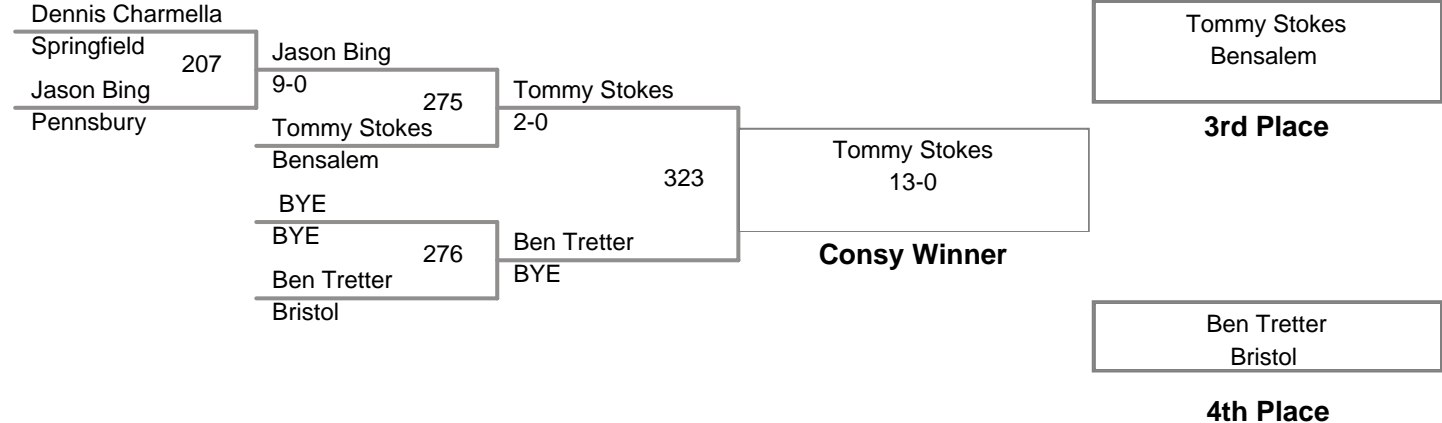 Dennis Charmella
Springfield
207
Jason Bing
Pennsbury
Jason Bing
9-0
275
Tommy Stokes
Bensalem
BYE
BYE
276
Ben Tretter
Bristol
Tommy Stokes
2-0
323
Ben Tretter
BYE
Tommy Stokes
13-0
Consy Winner
Tommy Stokes
Bensalem
3rd Place
Ben Tretter
Bristol
4th Place